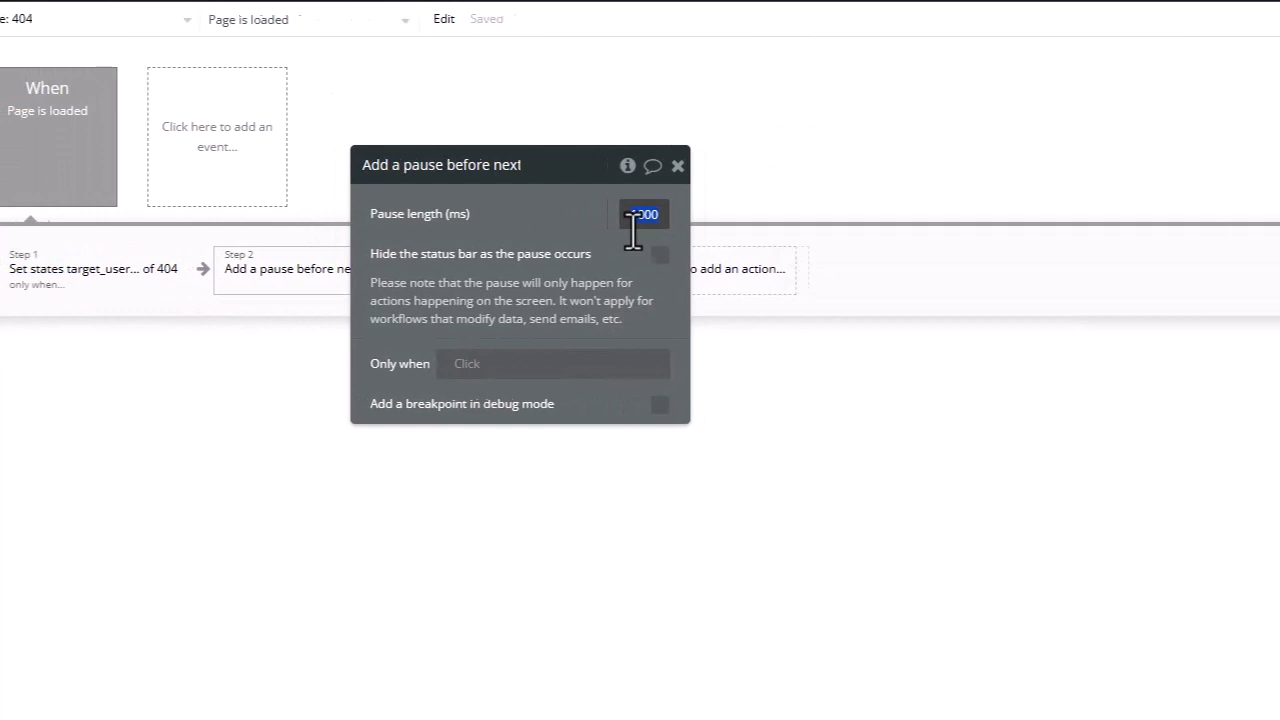 e: 404
Page is loaded
Edit
Saved
When
Page is loaded
Click here to add an
event...
Add a pause before next
Pause length (ms)
Hide the status bar as the pause occurs
Please note that the pause will only happen for
actions happening on the screen. It won't apply for
workflows that modify data, send emails, etc.
Only when
Click
Add a breakpoint in debug mode
Step 1
Set states target_user... of 404
only when...
Step 2
Add a pause before ne
o add an action...